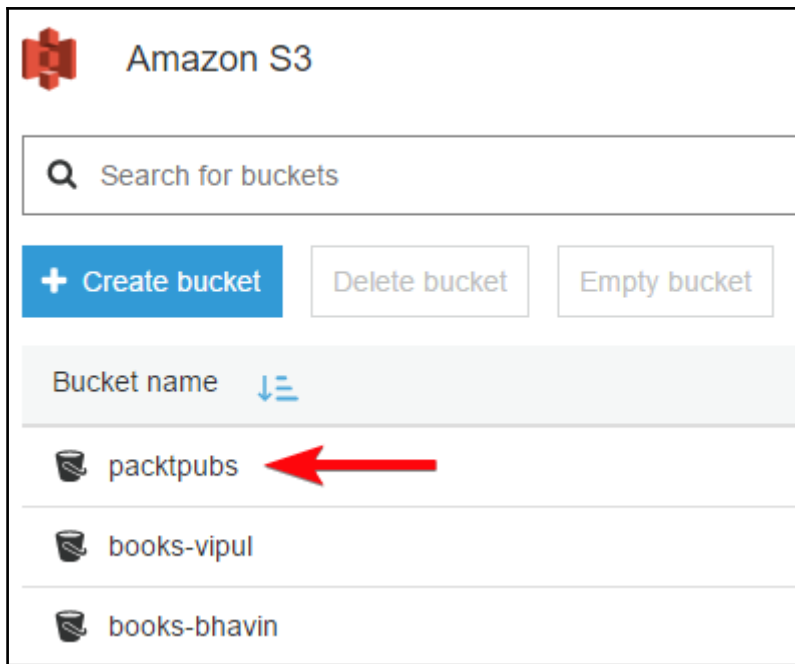 Amazon S3
Search for buckets
Create bucket Delete bucket Empty bucket
Bucket name
packtpubs
books-vipul
books-bhavin